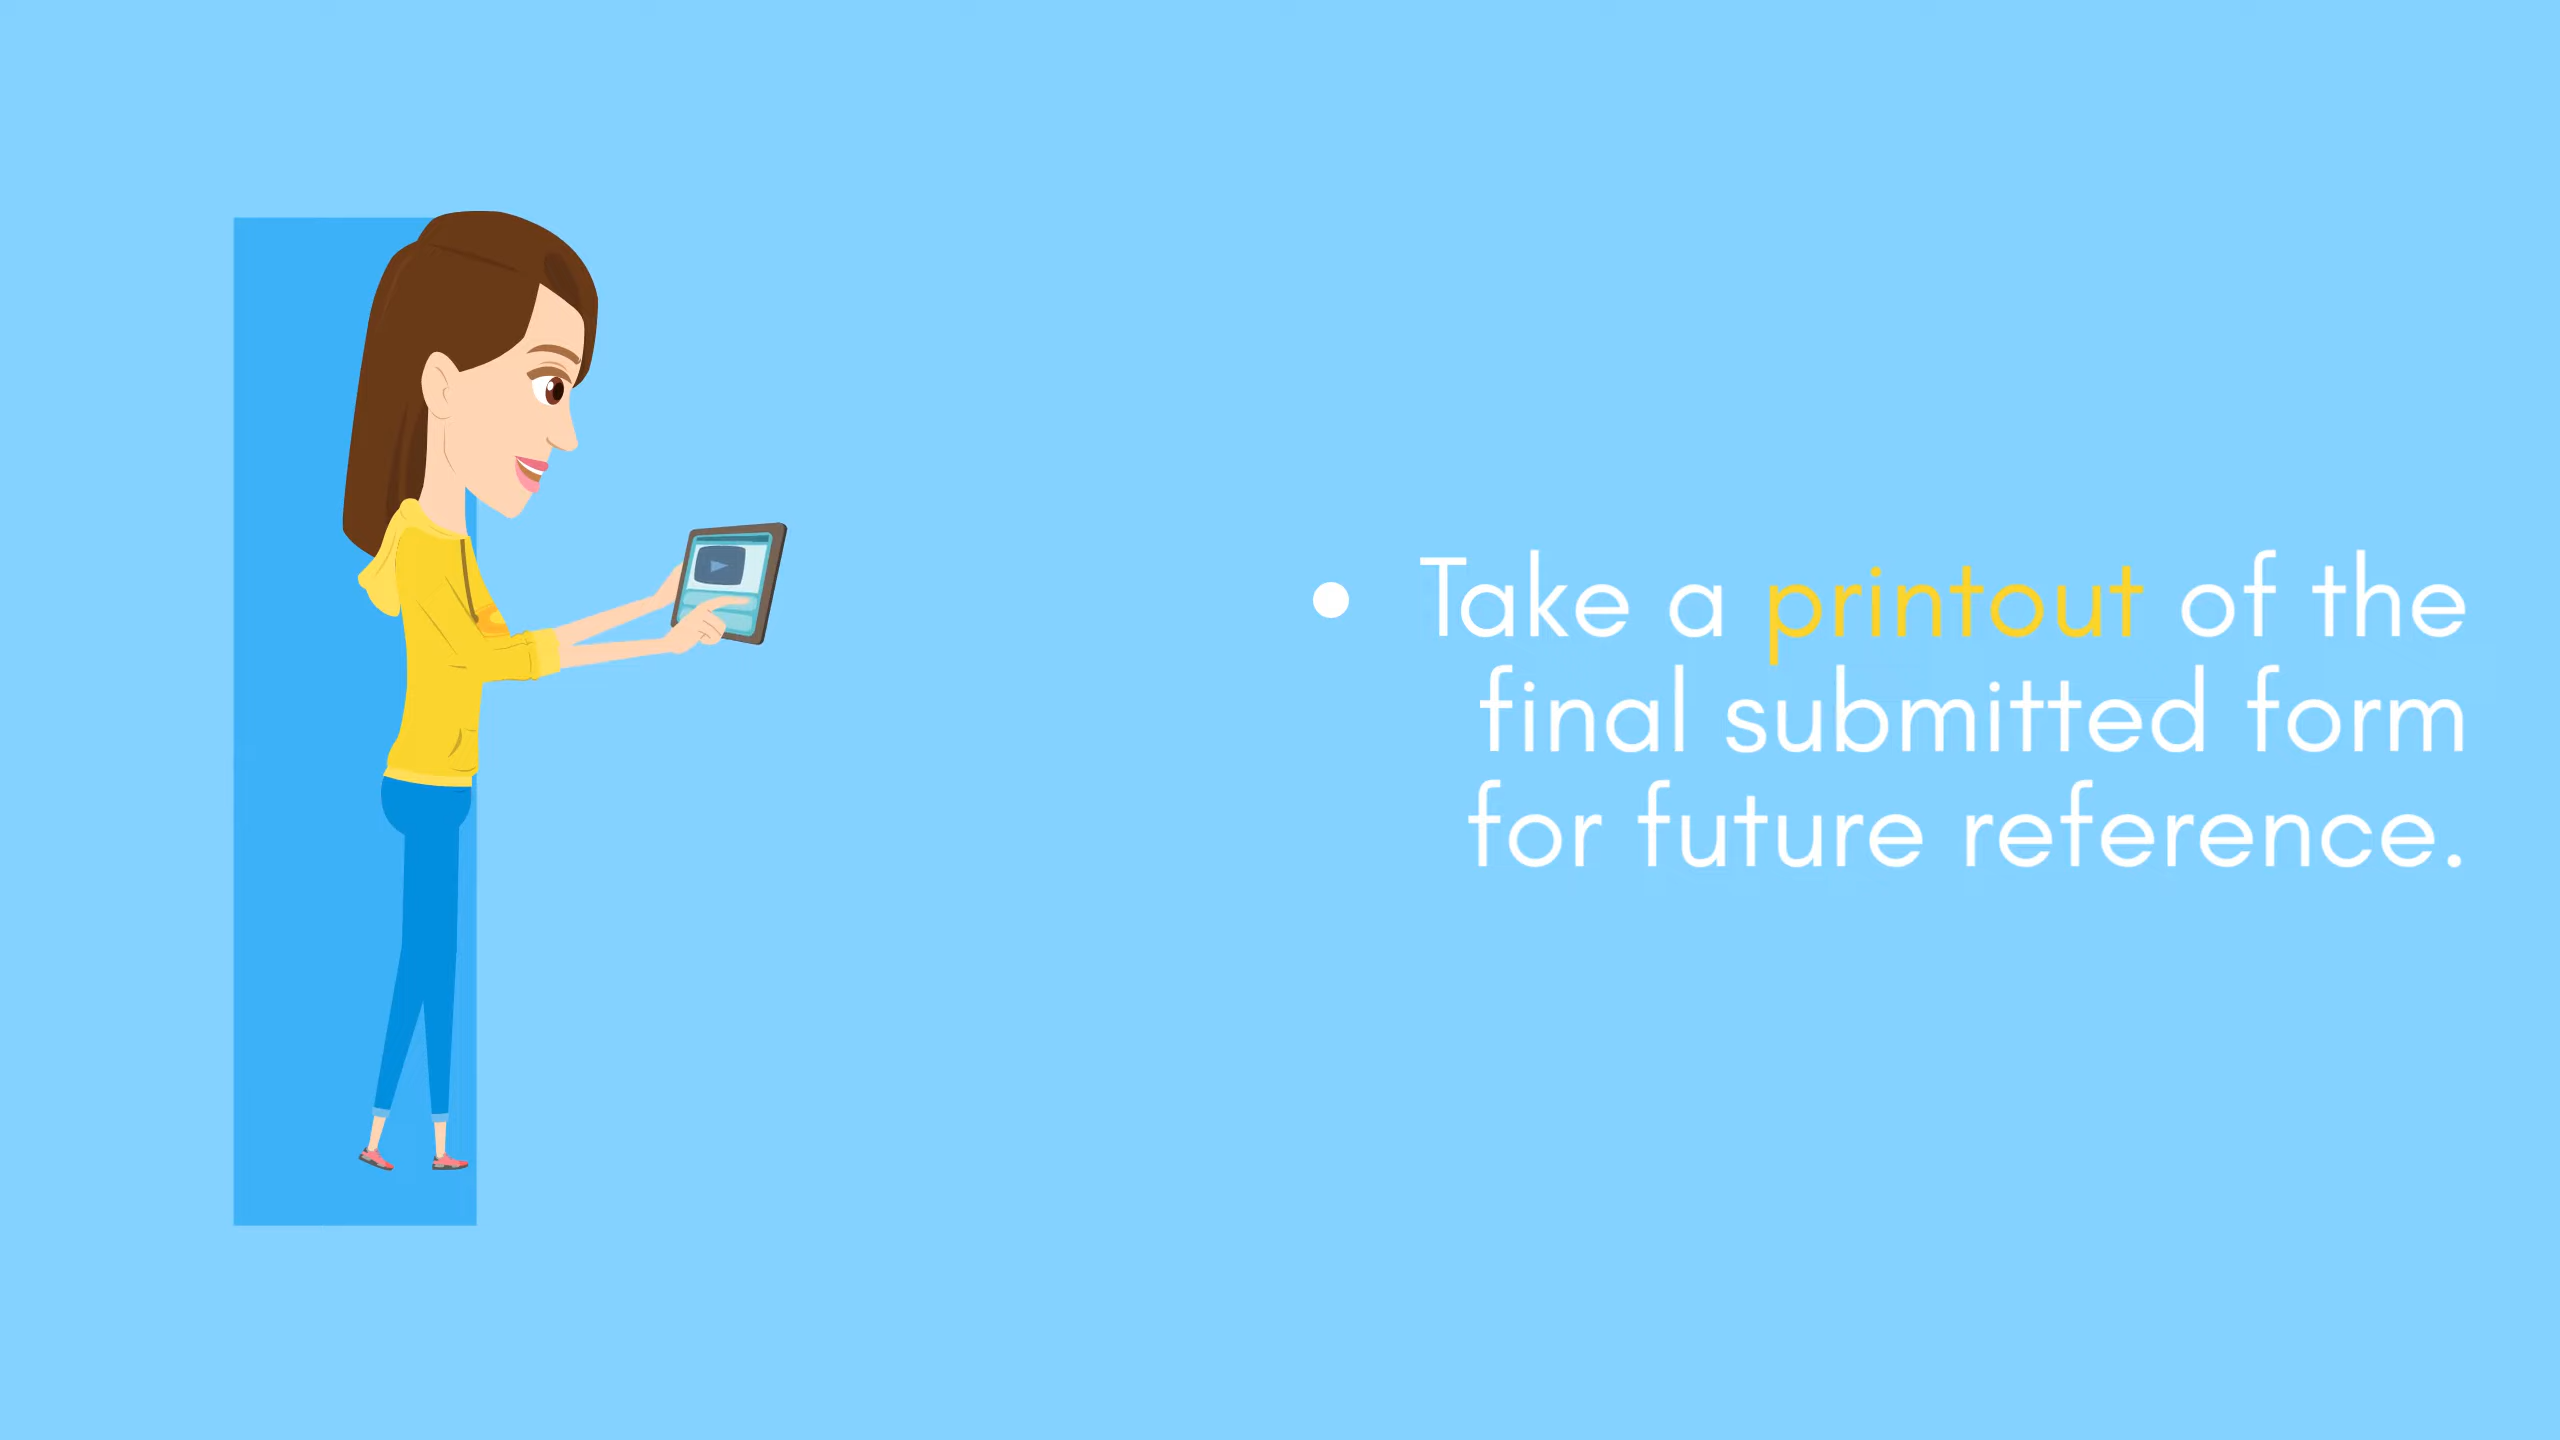 • Take a printout of the
final submitted form
for future reference.